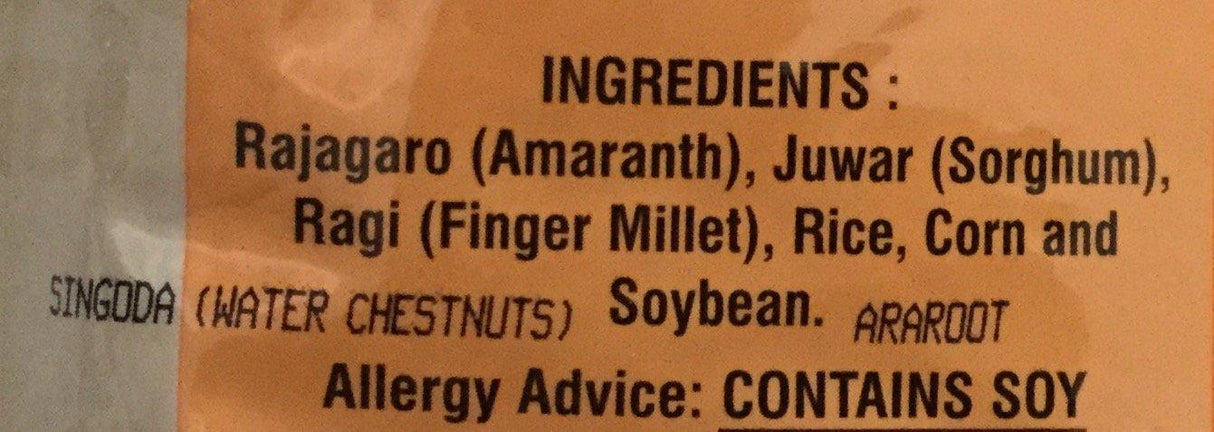 INGREDIENTS :
Rajagaro (Amaranth), Juwar (Sorghum),
Ragi (Finger Millet), Rice, Corn and
SINGODA (WATER CHESTNUTS) Soybean. ARAROOT
Allergy Advice: CONTAINS SOY